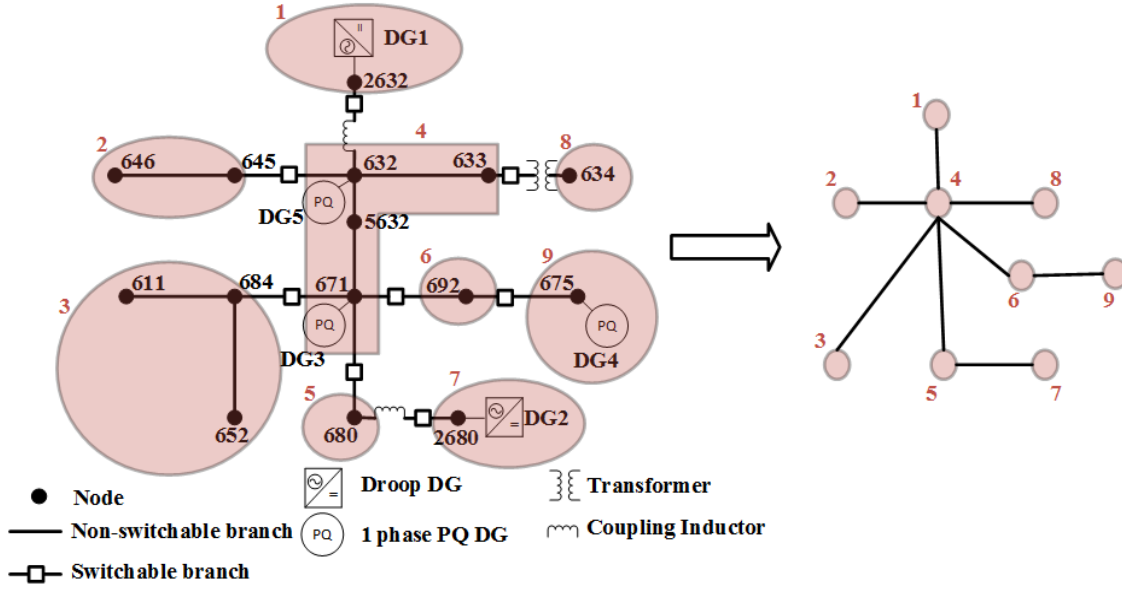 1
DG1
2632
4
2
8
646
645
632
633
634
PQ
DG5
5632
6
9
3
611
684
671
692
675
PQ
PQ
DG3
DG4
5
7
652
680
2680
DG2
Node
Droop DG
Transformer
Non-switchable branch
PQ
1 phase PQ DG
Coupling Inductor
Switchable branch
1
2
4
8
6
9
3
5
7